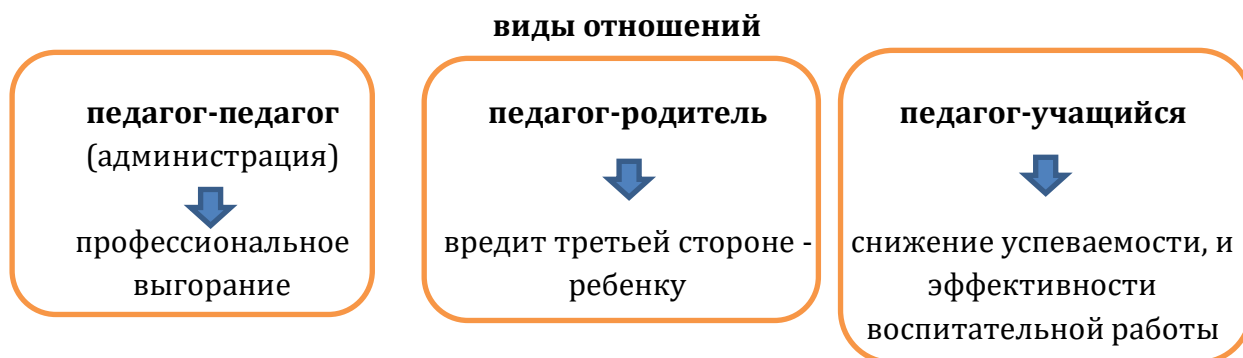 виды отношений
педагог-педагог
(администрация)
профессиональное
выгорание
педагог-родитель
вредит третьей стороне -
ребенку
педагог-учащийся
снижение успеваемости, и
эффективности
воспитательной работы